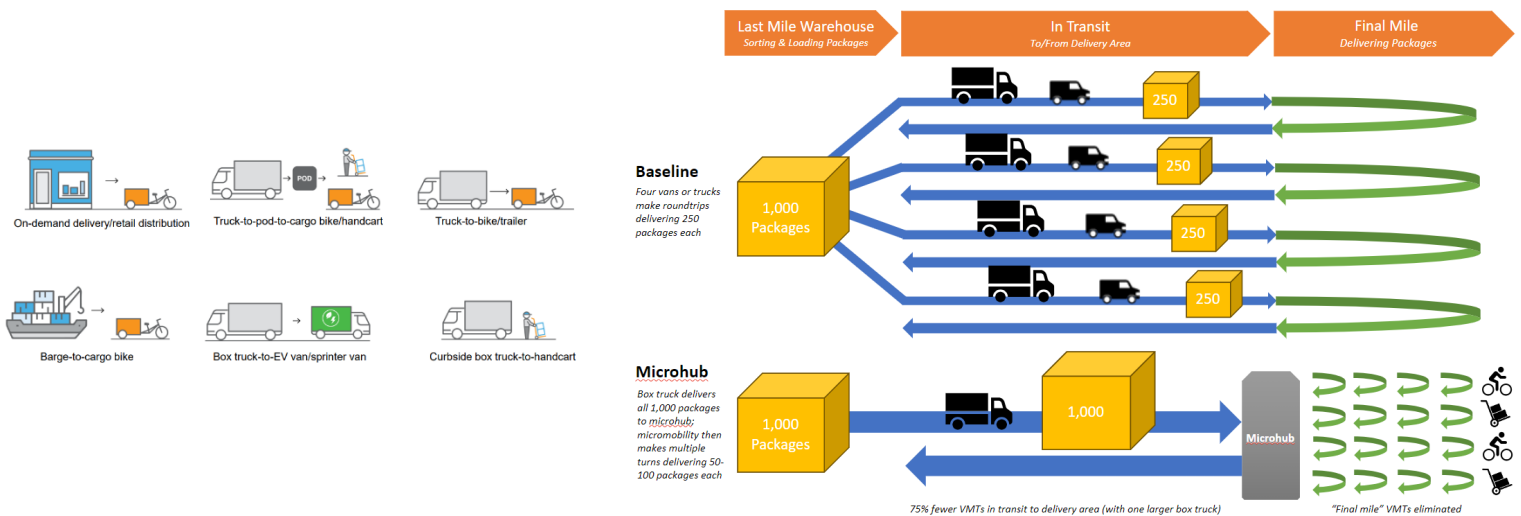 POD
On-demand delivery/retail distribution
Truck-to-pod-to-cargo bike/handcart
Truck-to-bike/trailer
Barge-to-cargo bike
Box truck-to-EV van/sprinter van
Curbside box truck-to-handcart
Last Mile Warehouse
Sorting & Loading Packages
In Transit
To/From Delivery Area
Final Mile
Delivering Packages
Baseline
Four vans or trucks
make roundtrips
delivering 250
packages each
1,000
Packages
250
250
250
250
Microhub
Box truck delivers
all 1,000 packages
to microhub;
micromobility then
makes multiple
turns delivering 50-
100 packages each
1,000
Packages
1,000
Microhub
75% fewer VMTs in transit to delivery area (with one larger box truck)
"Final mile" VMTs eliminated